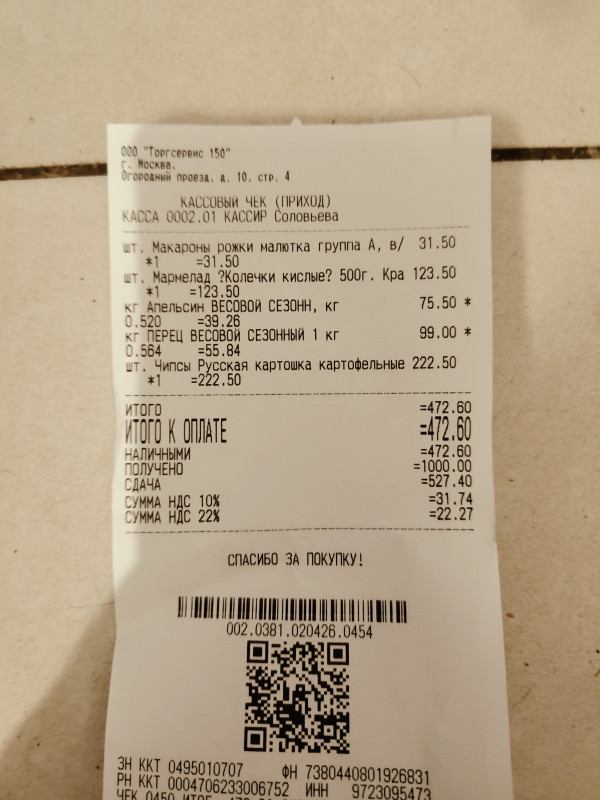 ООО "Торгсервис 150"
г. Москва.
Огородный проезд. д. 10. стр. 4
КАССОВЫЙ ЧЕК (ПРИХОД)
КАССА 0002.01 КАССИР Соловьева
шт. Макароны рожки малютка группа А, в/ 31.50
*1 =31.50
шт. Мармелад ?Колечки кислые? 500г. Кра 123.50
*1 =123.50
кг Апельсин ВЕСОВОЙ СЕЗОНН, кг 75.50 *
0.520 =39.26
кг ПЕРЕЦ ВЕСОВОЙ СЕЗОННЫЙ 1 кг 99.00 *
0.564 =55.84
шт. Чипсы Русская картошка картофельные 222.50
*1 =222.50
ИТОГО =472.60
ИТОГО К ОПЛАТЕ =472.60
НАЛИЧНЫМИ =472.60
ПОЛУЧЕНО =1000.00
СДАЧА =527.40
СУММА НДС 10% =31.74
СУММА НДС 22% =22.27
СПАСИБО ЗА ПОКУПКУ!
002.0381.020426.0454
ЗН ККТ 0495010707 ФН 7380440801926831
РН ККТ 0004706233006752 ИНН 9723095473
ЧЕК 0450